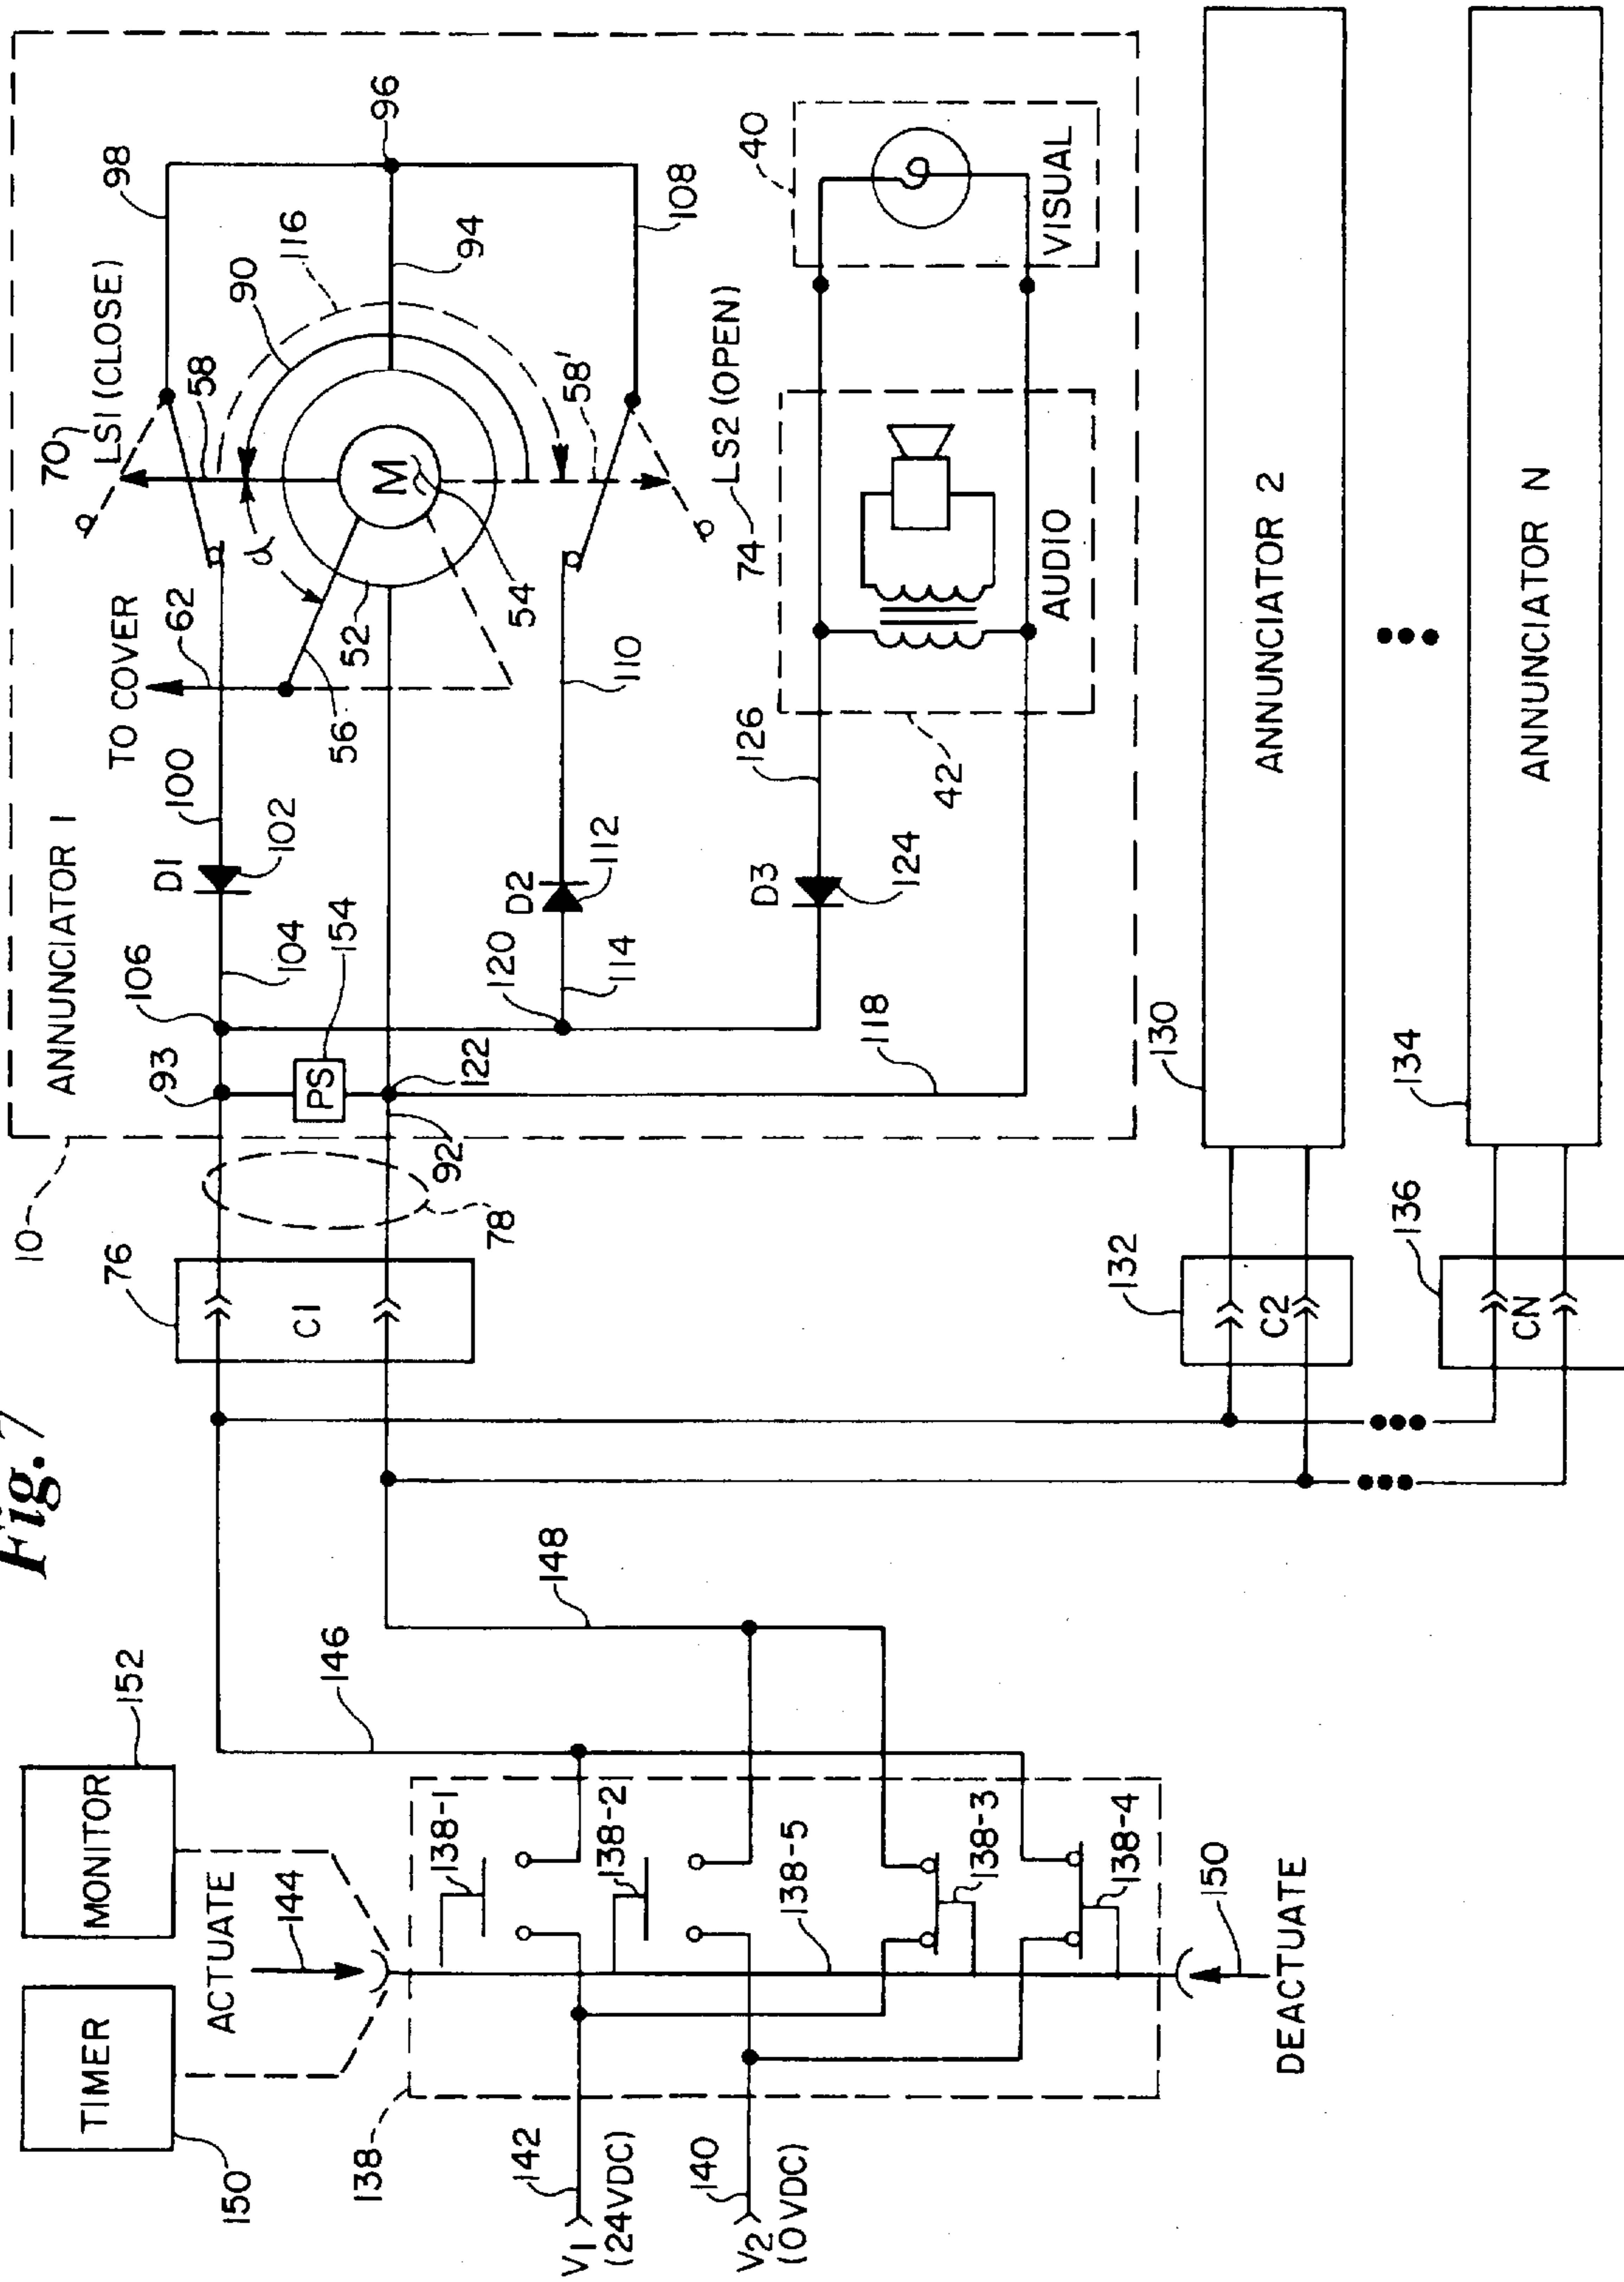 Fig. 7
TIMER
150
MONITOR
152
ACTUATE
144
138
138-1
138-2
138-5
138-3
138-4
150
DEACTUATE
142
V1
(24VDC)
140
V2
(0 VDC)
146
148
76
C1
78
10
ANNUNCIATOR 1
93
106
104
D1
102
100
TO COVER
62
PS
154
92
122
120
114
D2
112
110
118
56
52
54
d
M
58
58'
70
LS1 (CLOSE)
90
116
98
96
94
108
74
LS2 (OPEN)
D3
124
126
42
AUDIO
40
VISUAL
132
C2
130
ANNUNCIATOR 2
136
CN
134
ANNUNCIATOR N